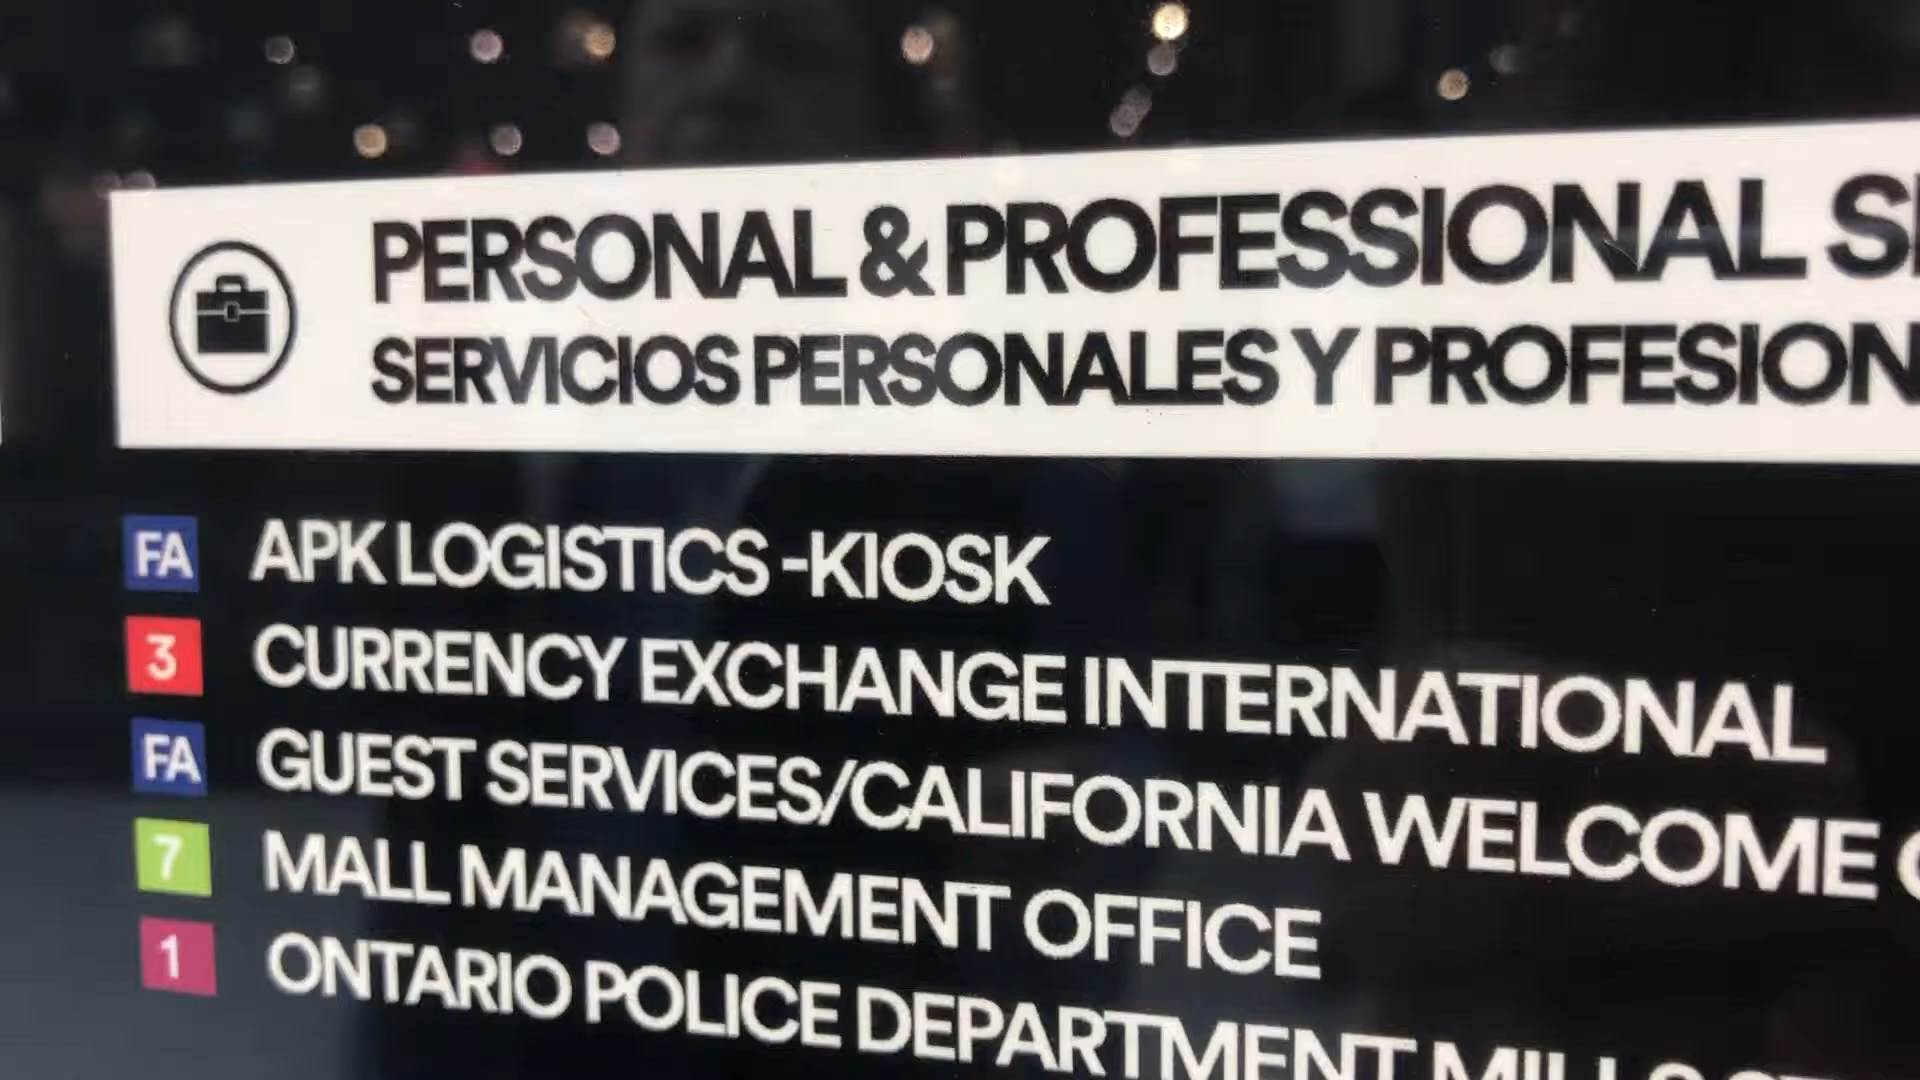 PERSONAL & PROFESSIONAL
SERVICIOS PERSONALES Y
FA APK LOGISTICS -KIOSK
3 CURRENCY EXCHANGE INTERNATIONAL
FA GUEST SERVICES/CALIFORNIA WELCOME
7 MALL MANAGEMENT OFFICE
1 ONTARIO POLICE DEPARTMENT MILLS